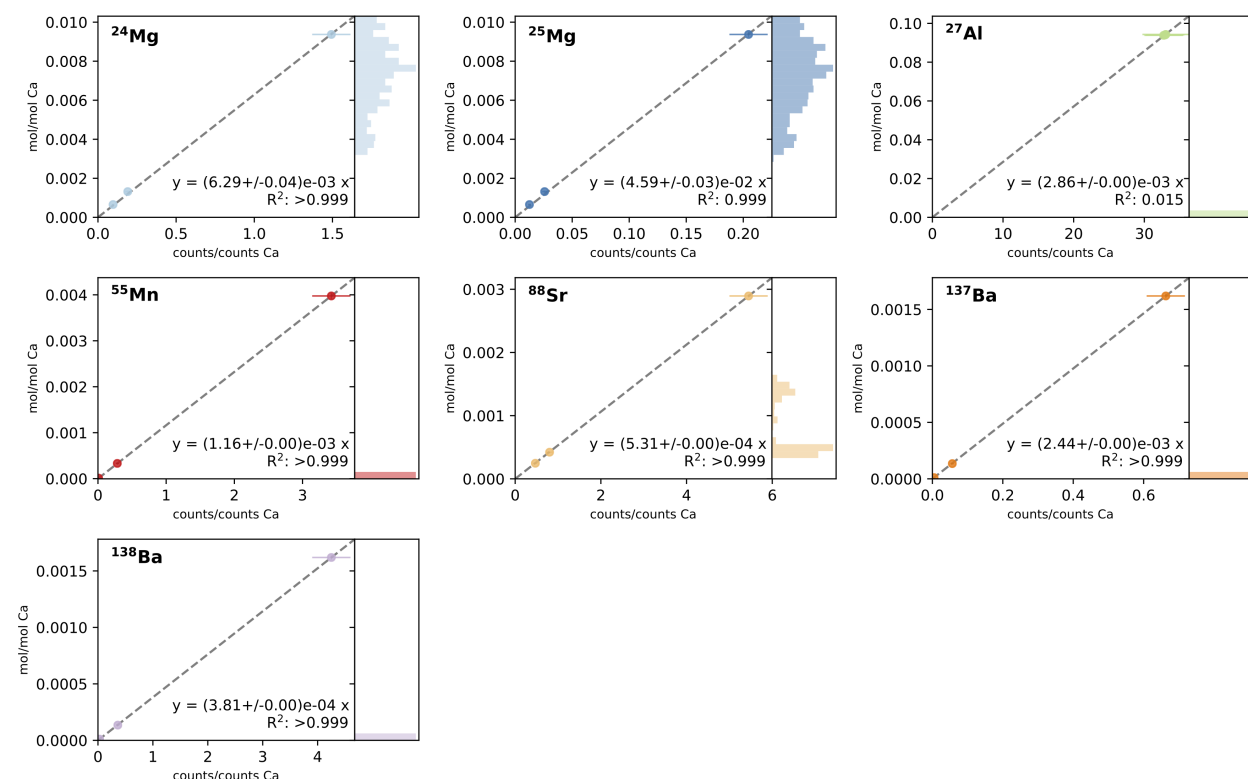 0.010
0.008
0.006
0.004
0.002
0.000
mol/mol Ca
²⁴Mg
y = (6.29+/-0.04)e-03 x
R²: >0.999
0.0 0.5 1.0 1.5
counts/counts Ca
0.010
0.008
0.006
0.004
0.002
0.000
mol/mol Ca
²⁵Mg
y = (4.59+/-0.03)e-02 x
R²: 0.999
0.00 0.05 0.10 0.15 0.20
counts/counts Ca
0.10
0.08
0.06
0.04
0.02
0.00
mol/mol Ca
²⁷Al
y = (2.86+/-0.00)e-03 x
R²: 0.015
0 10 20 30
counts/counts Ca
0.004
0.003
0.002
0.001
0.000
mol/mol Ca
⁵⁵Mn
y = (1.16+/-0.00)e-03 x
R²: >0.999
0 1 2 3
counts/counts Ca
0.003
0.002
0.001
0.000
mol/mol Ca
⁸⁸Sr
y = (5.31+/-0.00)e-04 x
R²: >0.999
0 2 4 6
counts/counts Ca
0.0015
0.0010
0.0005
0.0000
mol/mol Ca
¹³⁷Ba
y = (2.44+/-0.00)e-03 x
R²: >0.999
0.0 0.2 0.4 0.6
counts/counts Ca
0.0015
0.0010
0.0005
0.0000
mol/mol Ca
¹³⁸Ba
y = (3.81+/-0.00)e-04 x
R²: >0.999
0 1 2 3 4
counts/counts Ca